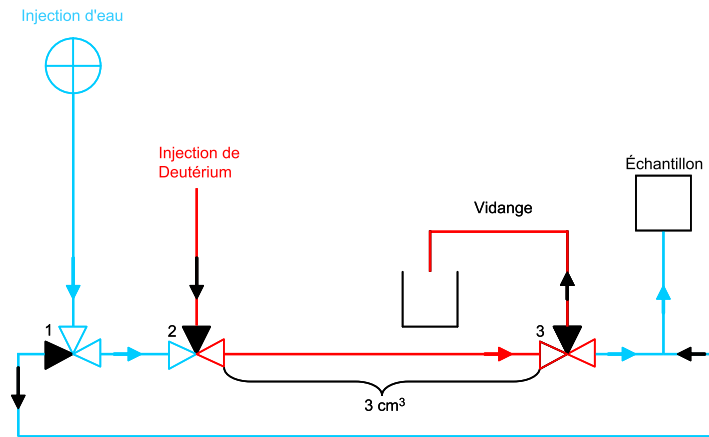 Injection d'eau
Injection de
Deutérium
Échantillon
Vidange
1
2
3
3 cm³